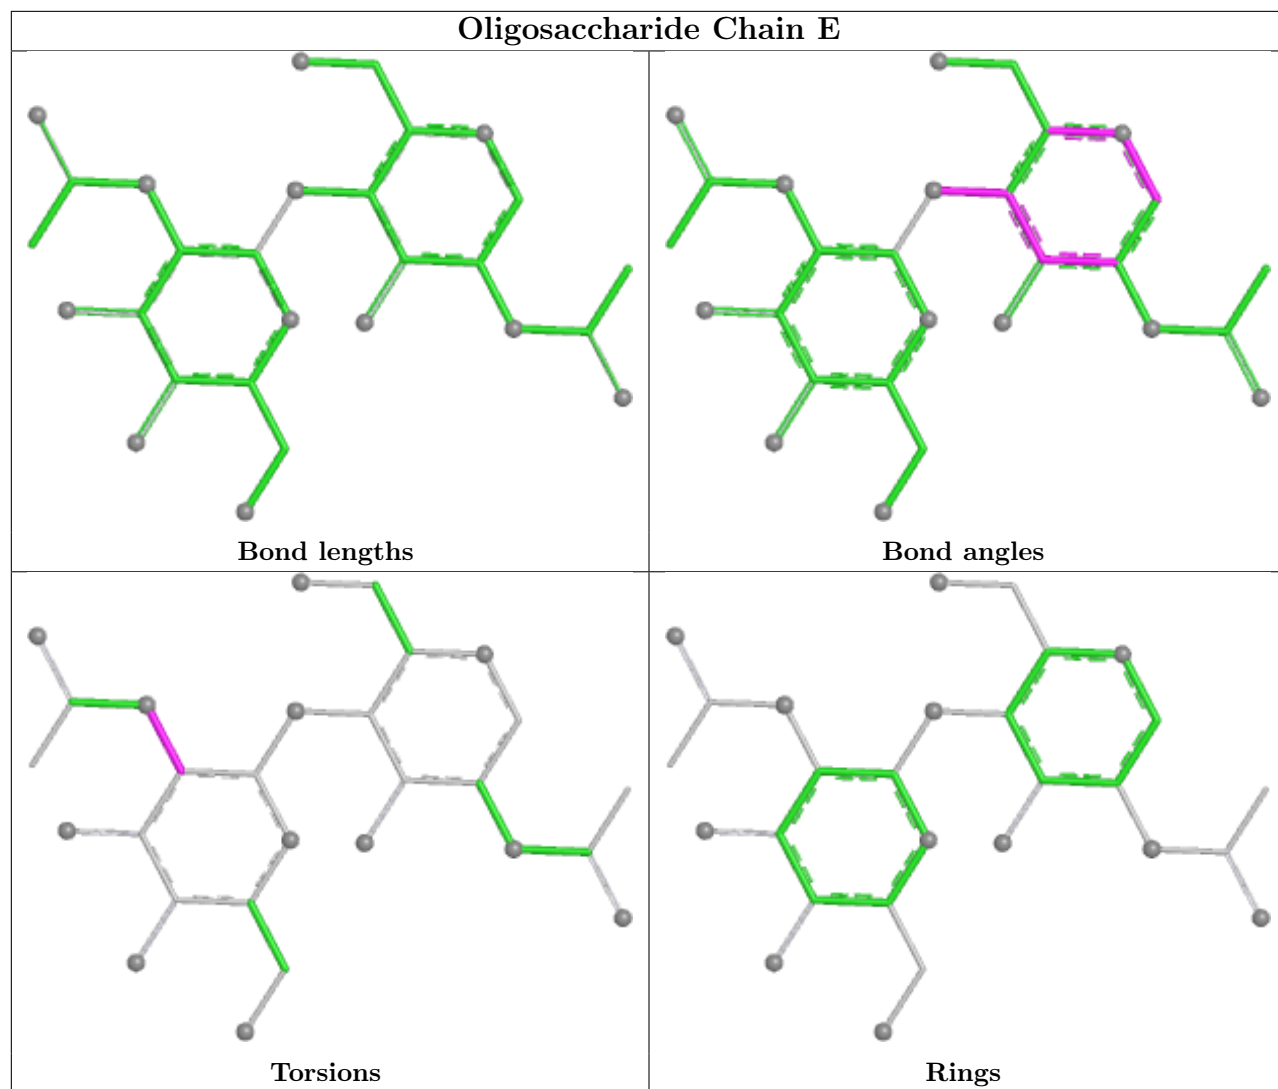 Oligosaccharide Chain E
Bond lengths
Bond angles
Torsions
Rings